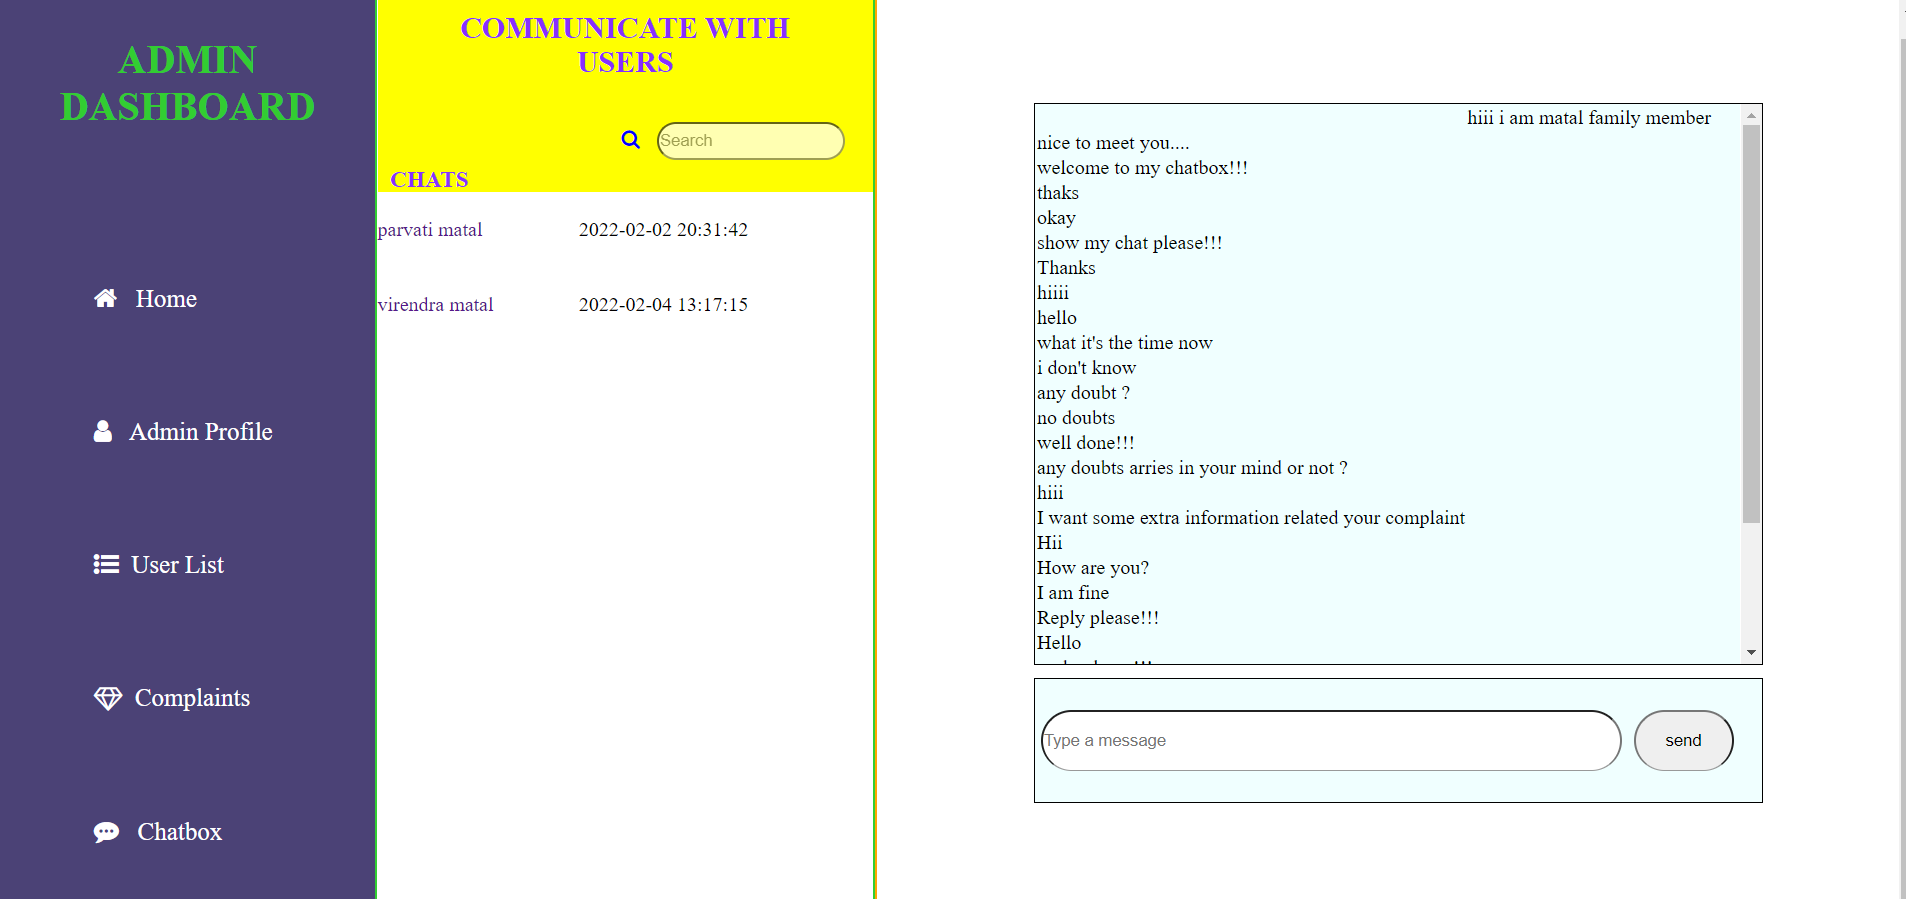 ADMIN
DASHBOARD
Home
Admin Profile
User List
Complaints
Chatbox
COMMUNICATE WITH
USERS
Search
CHATS
parvati matal 2022-02-02 20:31:42
virendra matal 2022-02-04 13:17:15
hiii i am matal family member
nice to meet you....
welcome to my chatbox!!!
thaks
okay
show my chat please!!!
Thanks
hiiii
hello
what it's the time now
i don't know
any doubt ?
no doubts
well done!!!
any doubts arries in your mind or not ?
hiii
I want some extra information related your complaint
Hii
How are you?
I am fine
Reply please!!!
Hello
Type a message
send